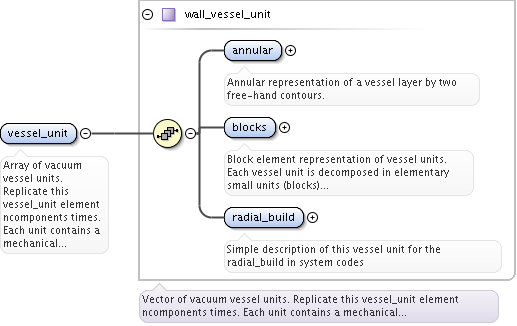 wall_vessel_unit
annular
Annular representation of a vessel layer by two
free-hand contours.
vessel_unit
Array of vacuum
vessel units.
Replicate this
vessel_unit element
ncomponents times.
Each unit contains a
mechanical...
blocks
Block element representation of vessel units.
Each vessel unit is decomposed in elementary
small units (blocks)...
radial_build
Simple description of this vessel unit for the
radial_build in system codes
Vector of vacuum vessel units. Replicate this vessel_unit element
ncomponents times. Each unit contains a mechanical...